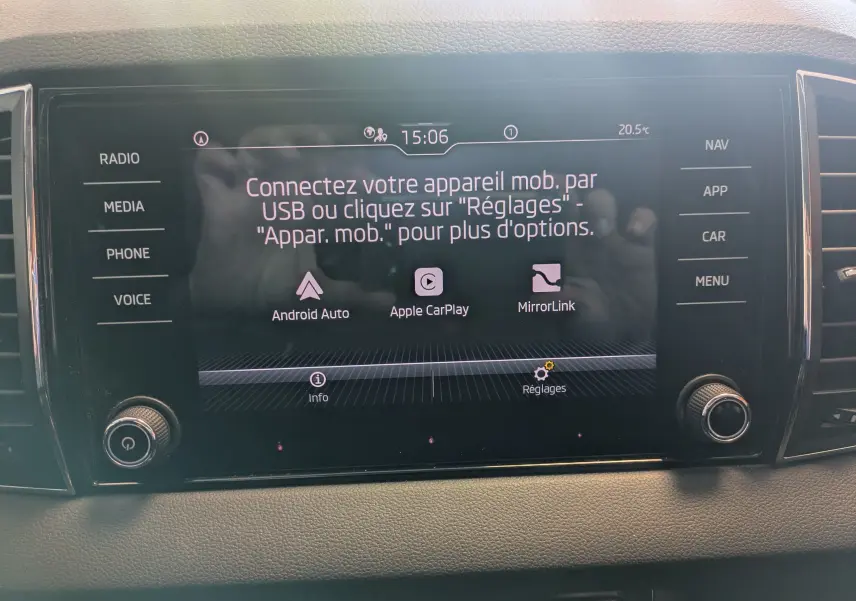 15:06
20.5°C
RADIO
MEDIA
PHONE
VOICE
Connectez votre appareil mob. par
USB ou cliquez sur "Réglages" -
"Appar. mob." pour plus d'options.
Android Auto
Apple CarPlay
MirrorLink
Info
Réglages
NAV
APP
CAR
MENU